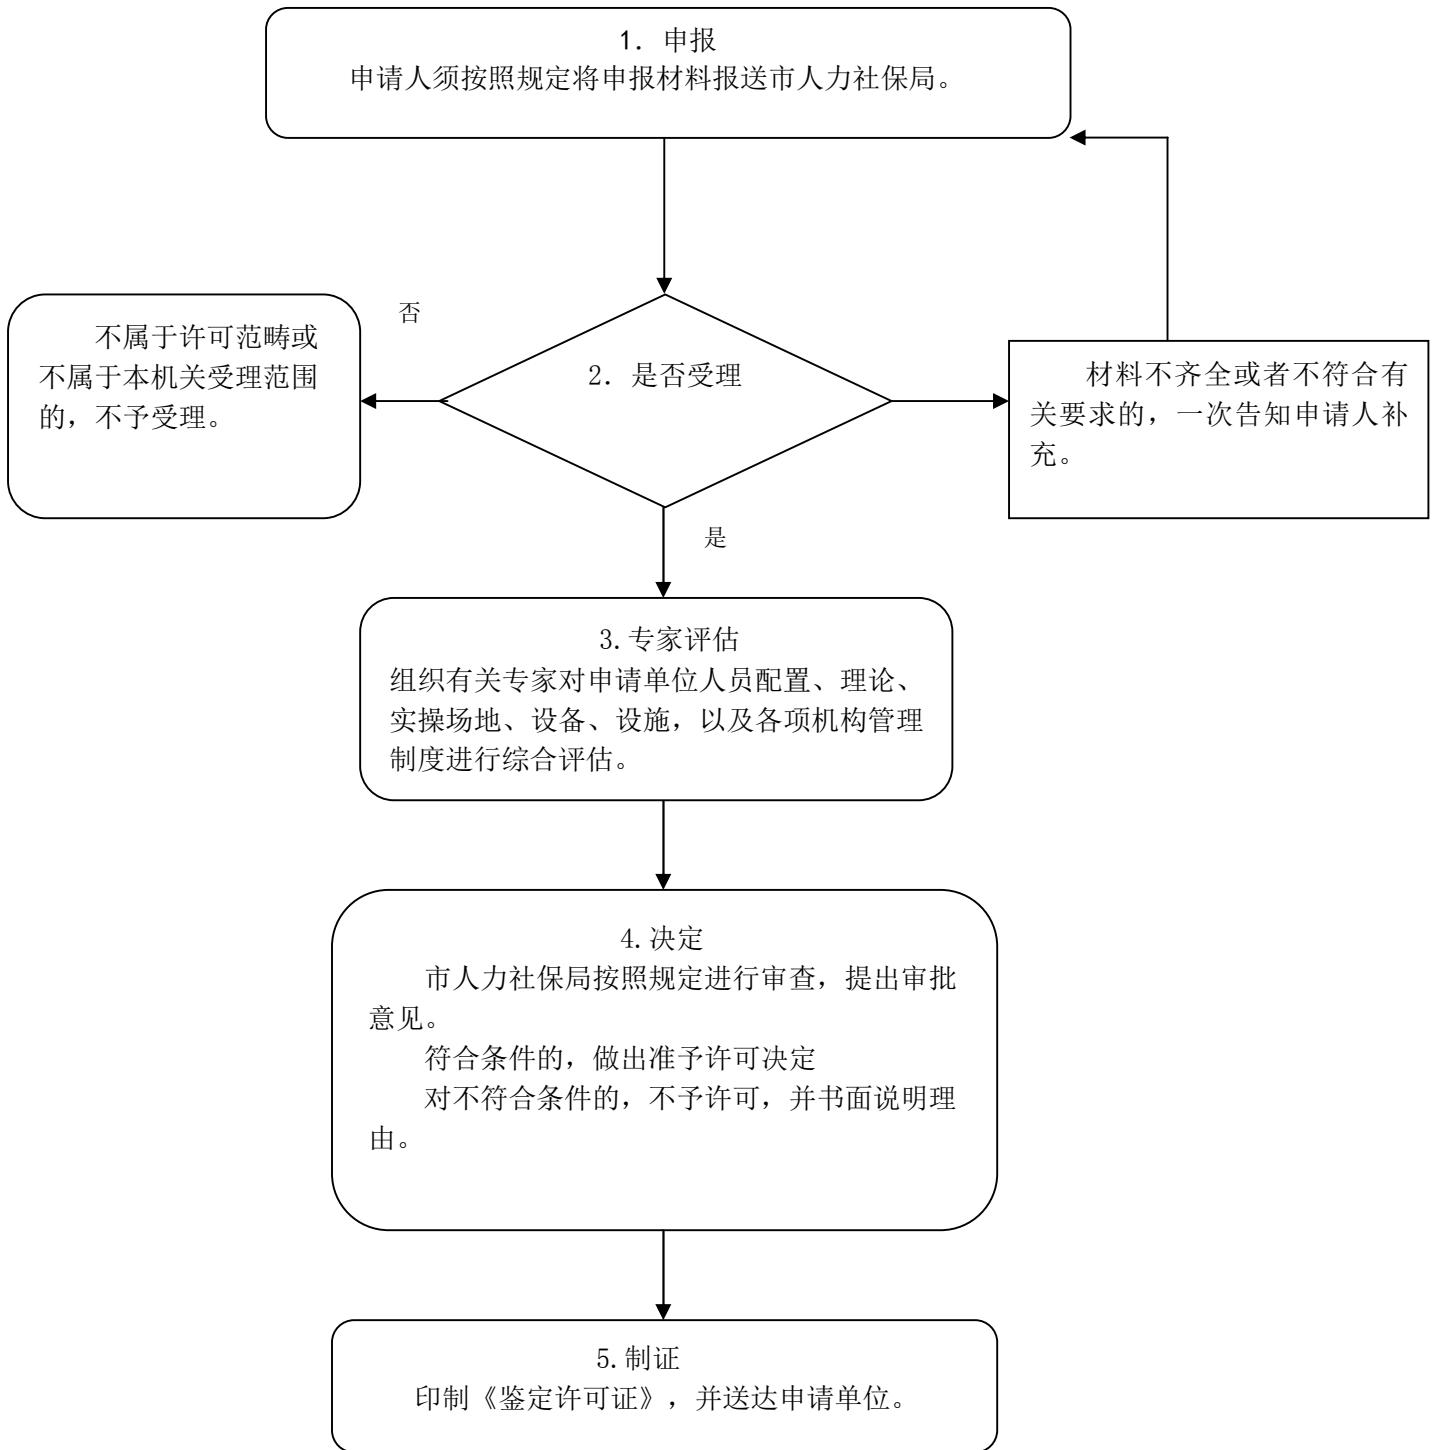 1. 申报
申请人须按照规定将申报材料报送市人力社保局。
否
不属于许可范畴或
不属于本机关受理范围
的，不予受理。
2. 是否受理
材料不齐全或者不符合有
关要求的，一次告知申请人补
充。
是
3.专家评估
组织有关专家对申请单位人员配置、理论、
实操场地、设备、设施，以及各项机构管理
制度进行综合评估。
4.决定
市人力社保局按照规定进行审查，提出审批
意见。
符合条件的，做出准予许可决定
对不符合条件的，不予许可，并书面说明理
由。
5.制证
印制《鉴定许可证》，并送达申请单位。